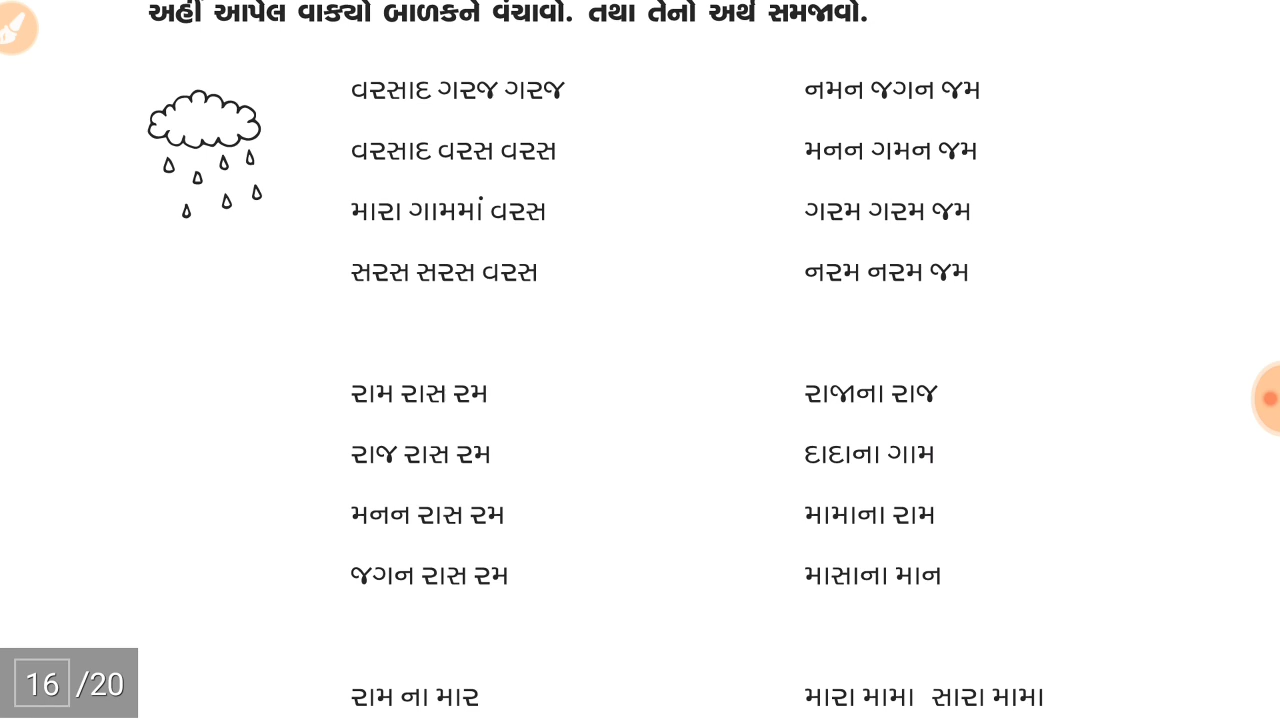 અહીં આપેલ વાક્યો બાળકને વંચાવો. તથા તેનો અર્થ સમજાવો.
વરસાદ ગરજ ગરજ
વરસાદ વરસ વરસ
મારા ગામમાં વરસ
સરસ સરસ વરસ
નમન જગન જમ
મનન ગમન જમ
ગરમ ગરમ જમ
નરમ નરમ જમ
રામ રાસ રમ
રાજ રાસ રમ
મનન રાસ રમ
જગન રાસ રમ
રાજાના રાજ
દાદાના ગામ
મામાના રામ
માસાના માન
રામ ના માર
મારા મામા સારા મામા
16 /20